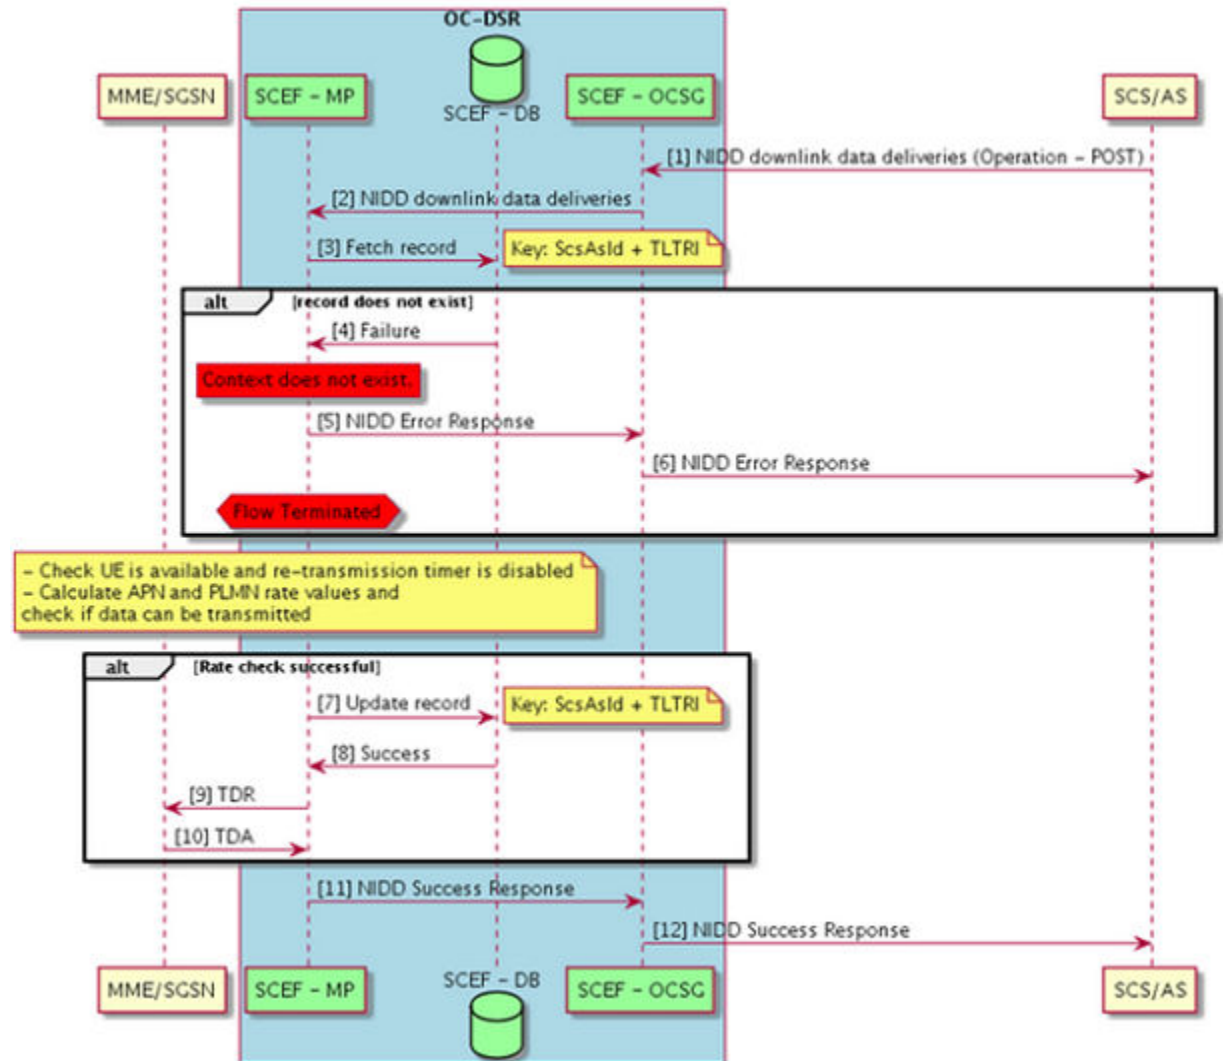 OC-DSR
MME/SGSN
SCEF - MP
SCEF - DB
SCEF - OCSG
SCS/AS
[1] NIDD downlink data deliveries (Operation - POST)
[2] NIDD downlink data deliveries
[3] Fetch record
Key: ScsAsId + TLTRI
alt
[record does not exist]
[4] Failure
Context does not exist.
[5] NIDD Error Response
[6] NIDD Error Response
Flow Terminated
- Check UE is available and re-transmission timer is disabled
- Calculate APN and PLMN rate values and
check if data can be transmitted
alt
[Rate check successful]
[7] Update record
Key: ScsAsId + TLTRI
[8] Success
[9] TDR
[10] TDA
[11] NIDD Success Response
[12] NIDD Success Response
MME/SGSN
SCEF - MP
SCEF - DB
SCEF - OCSG
SCS/AS